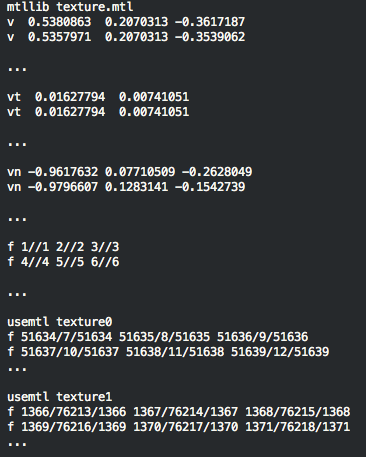 mtllib texture.mtl
v  0.5380863  0.2070313 -0.3617187
v  0.5357971  0.2070313 -0.3539062
...
vt  0.01627794  0.00741051
vt  0.01627794  0.00741051
...
vn -0.9617632 0.07710509 -0.2628049
vn -0.9796607 0.1283141 -0.1542739
...
f 1//1 2//2 3//3
f 4//4 5//5 6//6
...
usemtl texture0
f 51634/7/51634 51635/8/51635 51636/9/51636
f 51637/10/51637 51638/11/51638 51639/12/51639
...
usemtl texture1
f 1366/76213/1366 1367/76214/1367 1368/76215/1368
f 1369/76216/1369 1370/76217/1370 1371/76218/1371
...